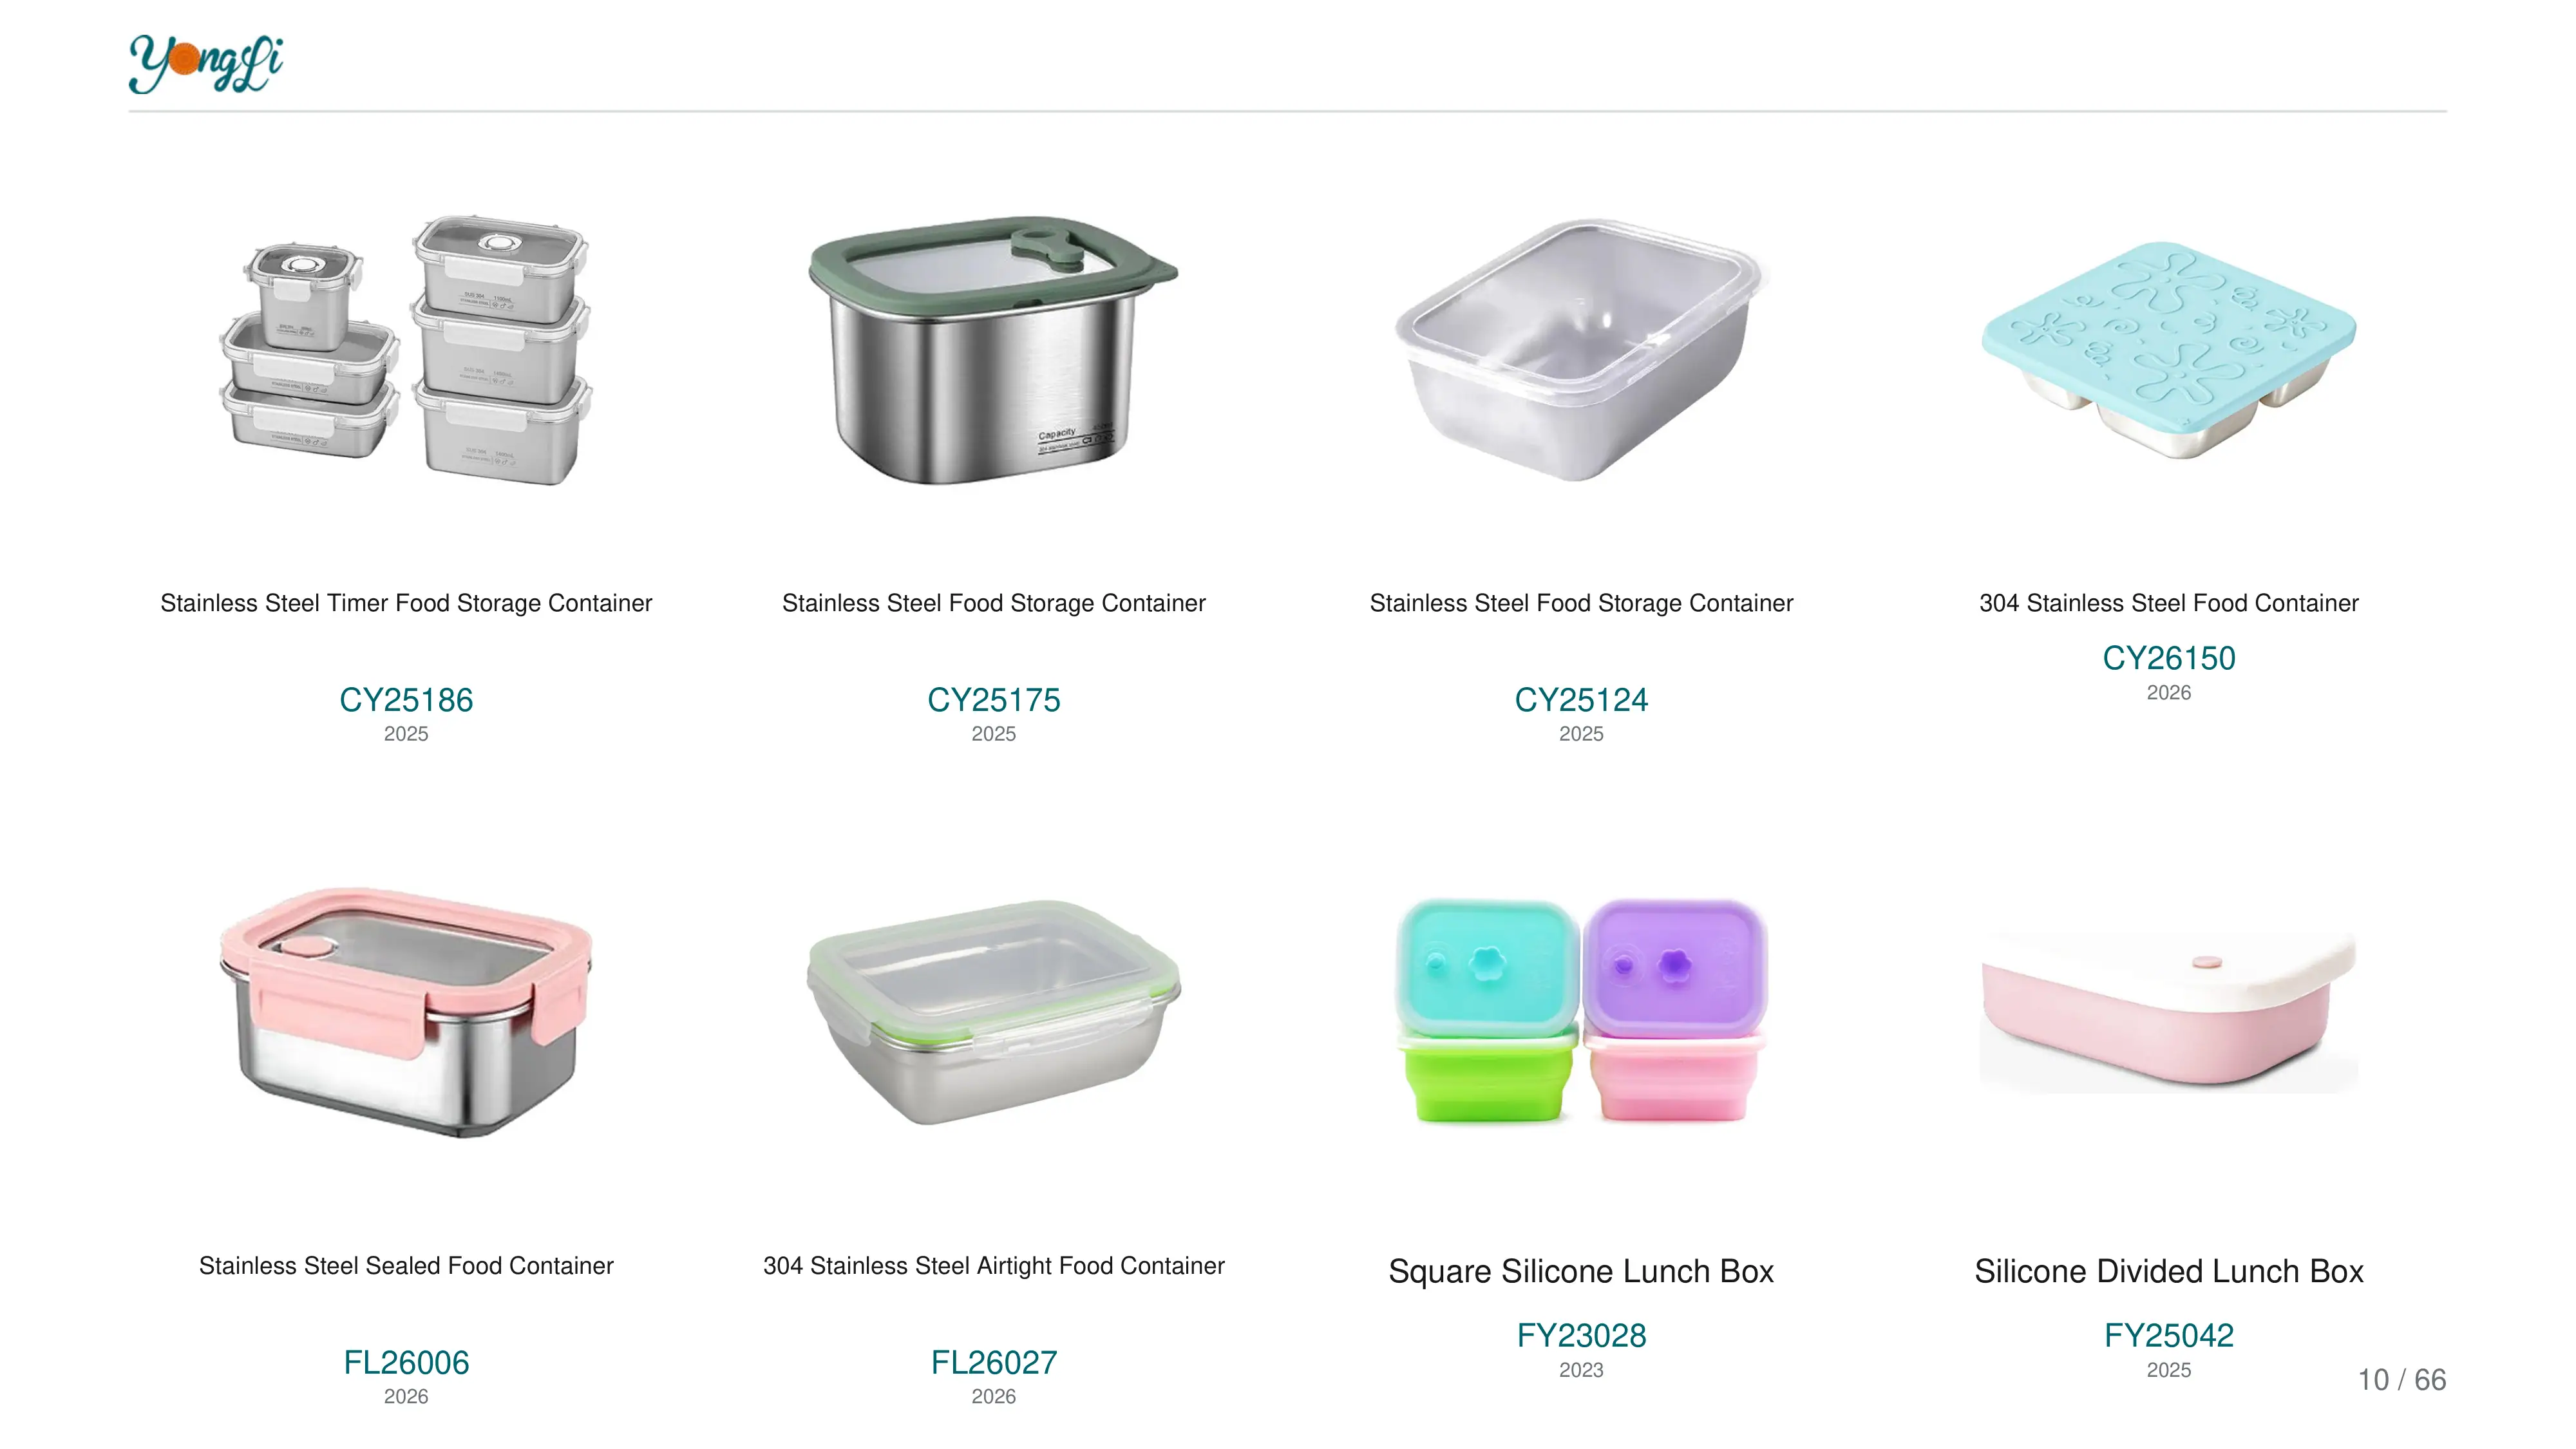 YongLi
Stainless Steel Timer Food Storage Container
CY25186
2025
Capacity
Stainless Steel Food Storage Container
CY25175
2025
Stainless Steel Food Storage Container
CY25124
2025
304 Stainless Steel Food Container
CY26150
2026
Stainless Steel Sealed Food Container
FL26006
2026
304 Stainless Steel Airtight Food Container
FL26027
2026
Square Silicone Lunch Box
FY23028
2023
Silicone Divided Lunch Box
FY25042
2025
10 / 66